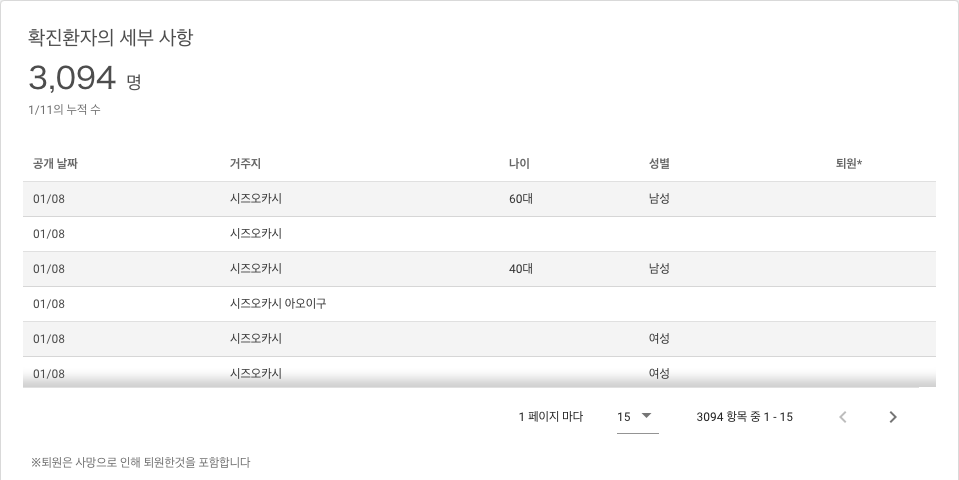 확진환자의 세부 사항
3,094 명
1/11의 누적 수
공개 날짜 거주지 나이 성별 퇴원*
01/08 시즈오카시 60대 남성
01/08 시즈오카시
01/08 시즈오카시 40대 남성
01/08 시즈오카시 아오이구
01/08 시즈오카시 여성
01/08 시즈오카시 여성
1 페이지 마다 15 3094 항목 중 1 - 15
※퇴원은 사망으로 인해 퇴원한것을 포함합니다